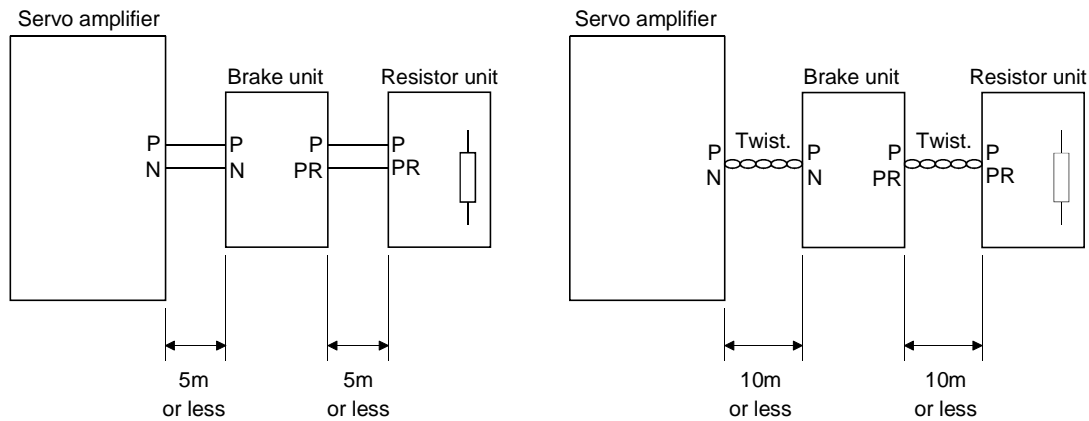 Servo amplifier
Brake unit
Resistor unit
P
N
P
N
P
PR
P
PR
5m
or less
5m
or less
Servo amplifier
Brake unit
Resistor unit
P
N
Twist.
P
N
P
PR
Twist.
P
PR
10m
or less
10m
or less